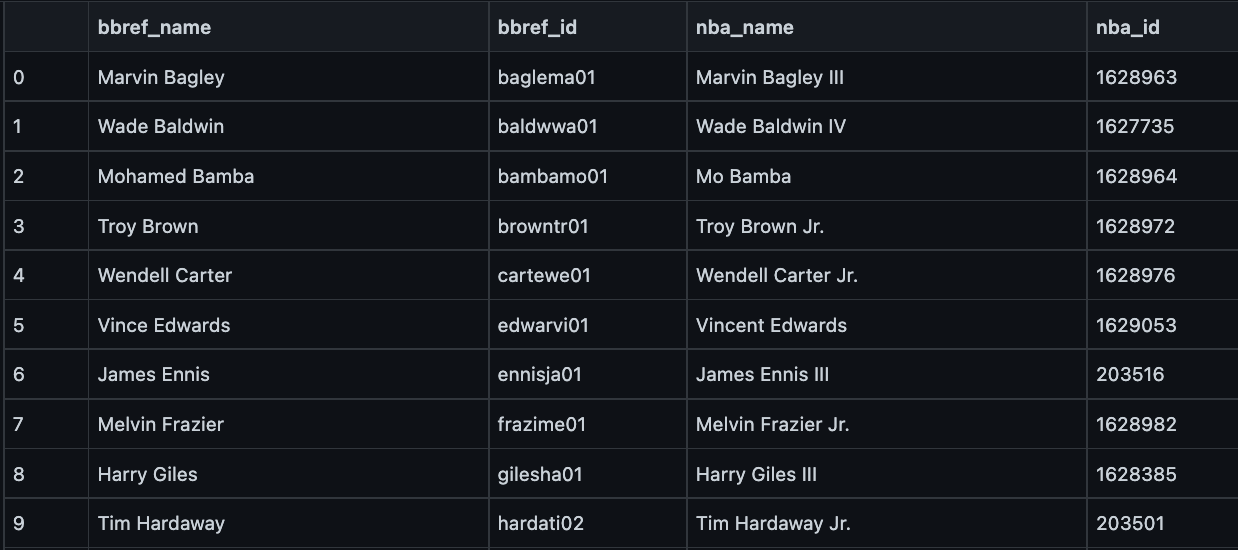 bbref_name bbref_id nba_name nba_id
0 Marvin Bagley baglema01 Marvin Bagley III 1628963
1 Wade Baldwin baldwwa01 Wade Baldwin IV 1627735
2 Mohamed Bamba bambamo01 Mo Bamba 1628964
3 Troy Brown browntr01 Troy Brown Jr. 1628972
4 Wendell Carter cartewe01 Wendell Carter Jr. 1628976
5 Vince Edwards edwarvi01 Vincent Edwards 1629053
6 James Ennis ennisja01 James Ennis III 203516
7 Melvin Frazier frazime01 Melvin Frazier Jr. 1628982
8 Harry Giles gilesha01 Harry Giles III 1628385
9 Tim Hardaway hardati02 Tim Hardaway Jr. 203501